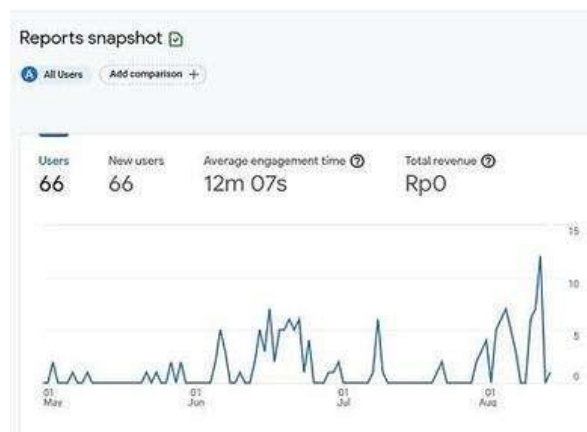 Reports snapshot
A All Users Add comparison +
Users New users Average engagement time Total revenue
66 66 12m 07s Rp0
15
10
5
0
01 01 01 01
May Jun Jul Aug